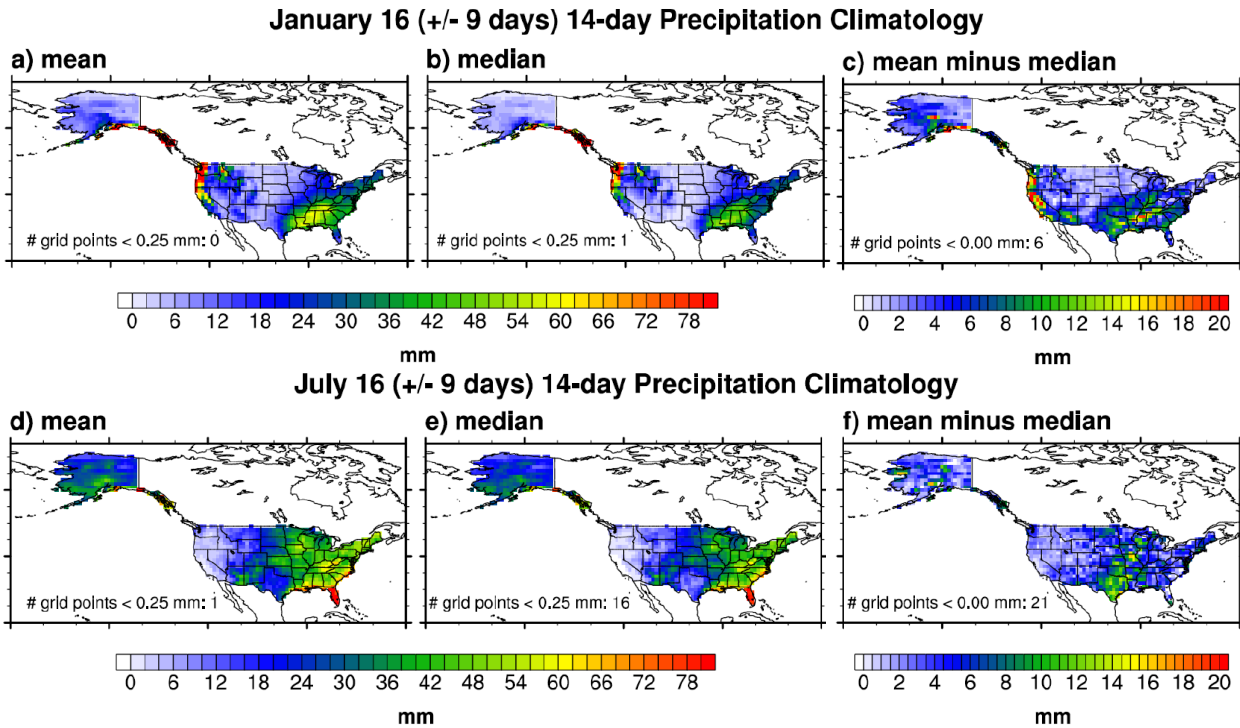 January 16 (+/- 9 days) 14-day Precipitation Climatology
a) mean
b) median
c) mean minus median
# grid points < 0.25 mm: 0
# grid points < 0.25 mm: 1
# grid points < 0.00 mm: 6
0 6 12 18 24 30 36 42 48 54 60 66 72 78
0 2 4 6 8 10 12 14 16 18 20
mm
mm
July 16 (+/- 9 days) 14-day Precipitation Climatology
d) mean
e) median
f) mean minus median
# grid points < 0.25 mm: 1
# grid points < 0.25 mm: 16
# grid points < 0.00 mm: 21
0 6 12 18 24 30 36 42 48 54 60 66 72 78
0 2 4 6 8 10 12 14 16 18 20
mm
mm